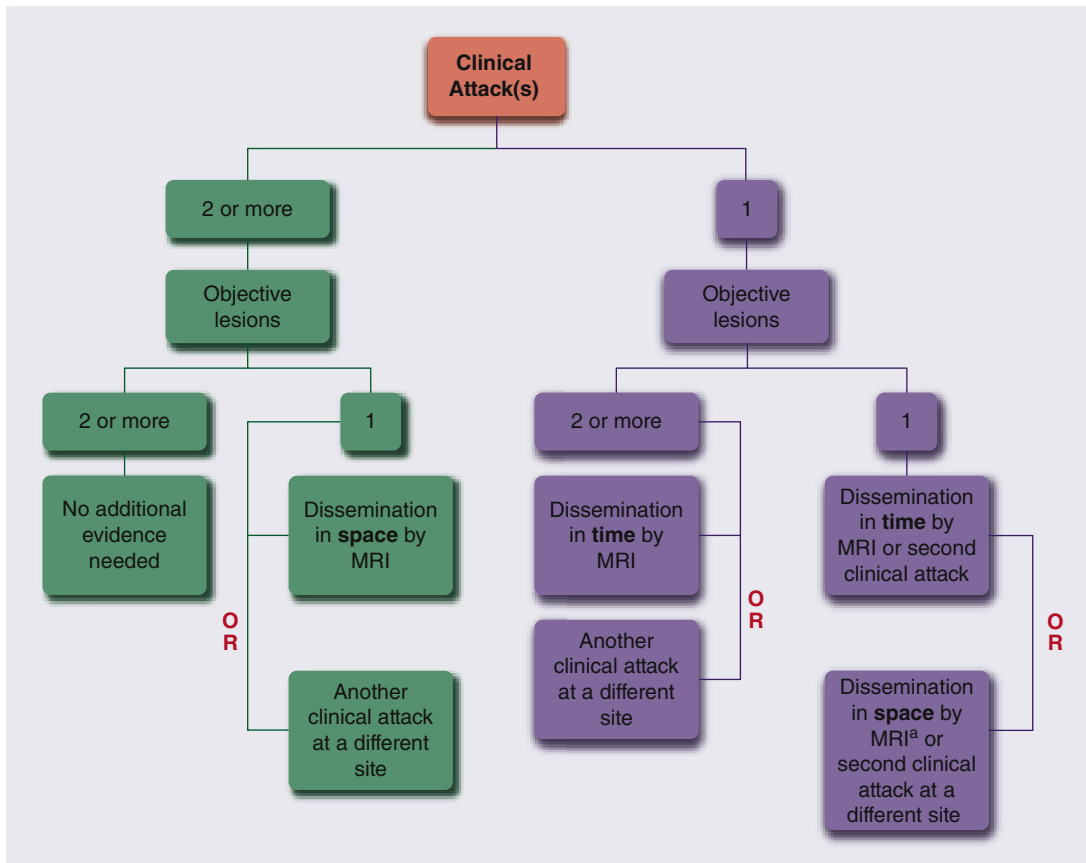 Clinical
Attack(s)
2 or more
1
Objective
lesions
Objective
lesions
2 or more
1
2 or more
1
No additional
evidence
needed
Dissemination
in space by
MRI
Dissemination
in time by
MRI
Dissemination
in time by
MRI or second
clinical attack
O
R
O
R
O
R
Another
clinical attack
at a different
site
Another
clinical attack
at a different
site
Dissemination
in space by
MRIa or
second clinical
attack at a
different site